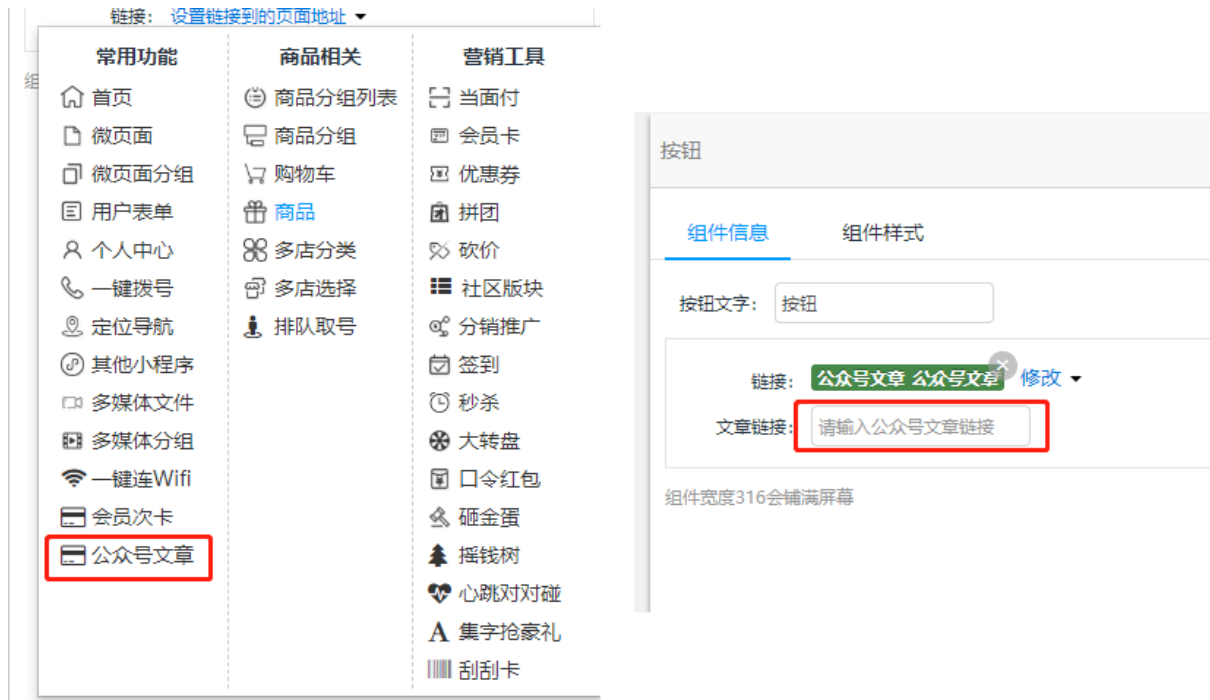 链接： 设置链接到的页面地址
常用功能
首页
微页面
微页面分组
用户表单
个人中心
一键拨号
定位导航
其他小程序
多媒体文件
多媒体分组
一键连Wifi
会员次卡
公众号文章
商品相关
商品分组列表
商品分组
购物车
商品
多店分类
多店选择
排队取号
营销工具
当面付
会员卡
优惠券
拼团
砍价
社区版块
分销推广
签到
秒杀
大转盘
口令红包
砸金蛋
摇钱树
心跳对对碰
集字抢豪礼
刮刮卡
组
按钮
组件信息 组件样式
按钮文字： 按钮
链接： 公众号文章 公众号文章 修改
文章链接： 请输入公众号文章链接
组件宽度316会铺满屏幕